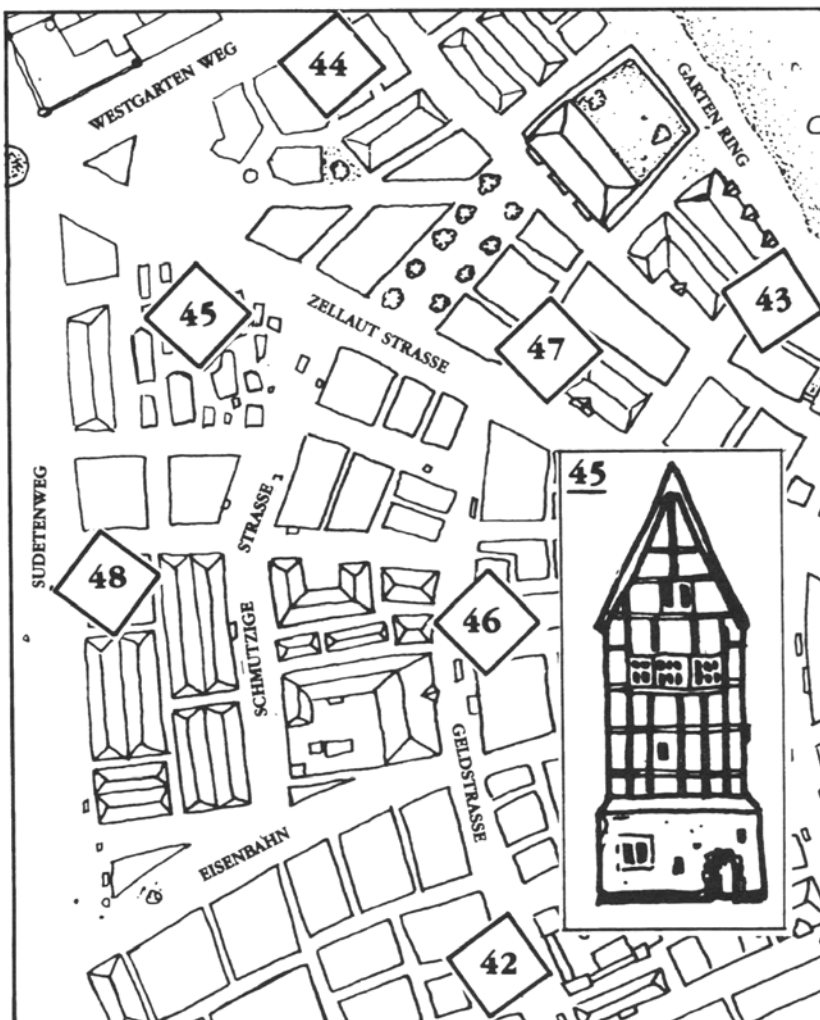 44
WESTGARTEN WEG
GARTEN RING
43
45
ZELLAUT STRASSE
47
45
SUDETENWEG
STRASSE
48
SCHMUTZIGE
46
GELDSTRASSE
EISENBAHN
42